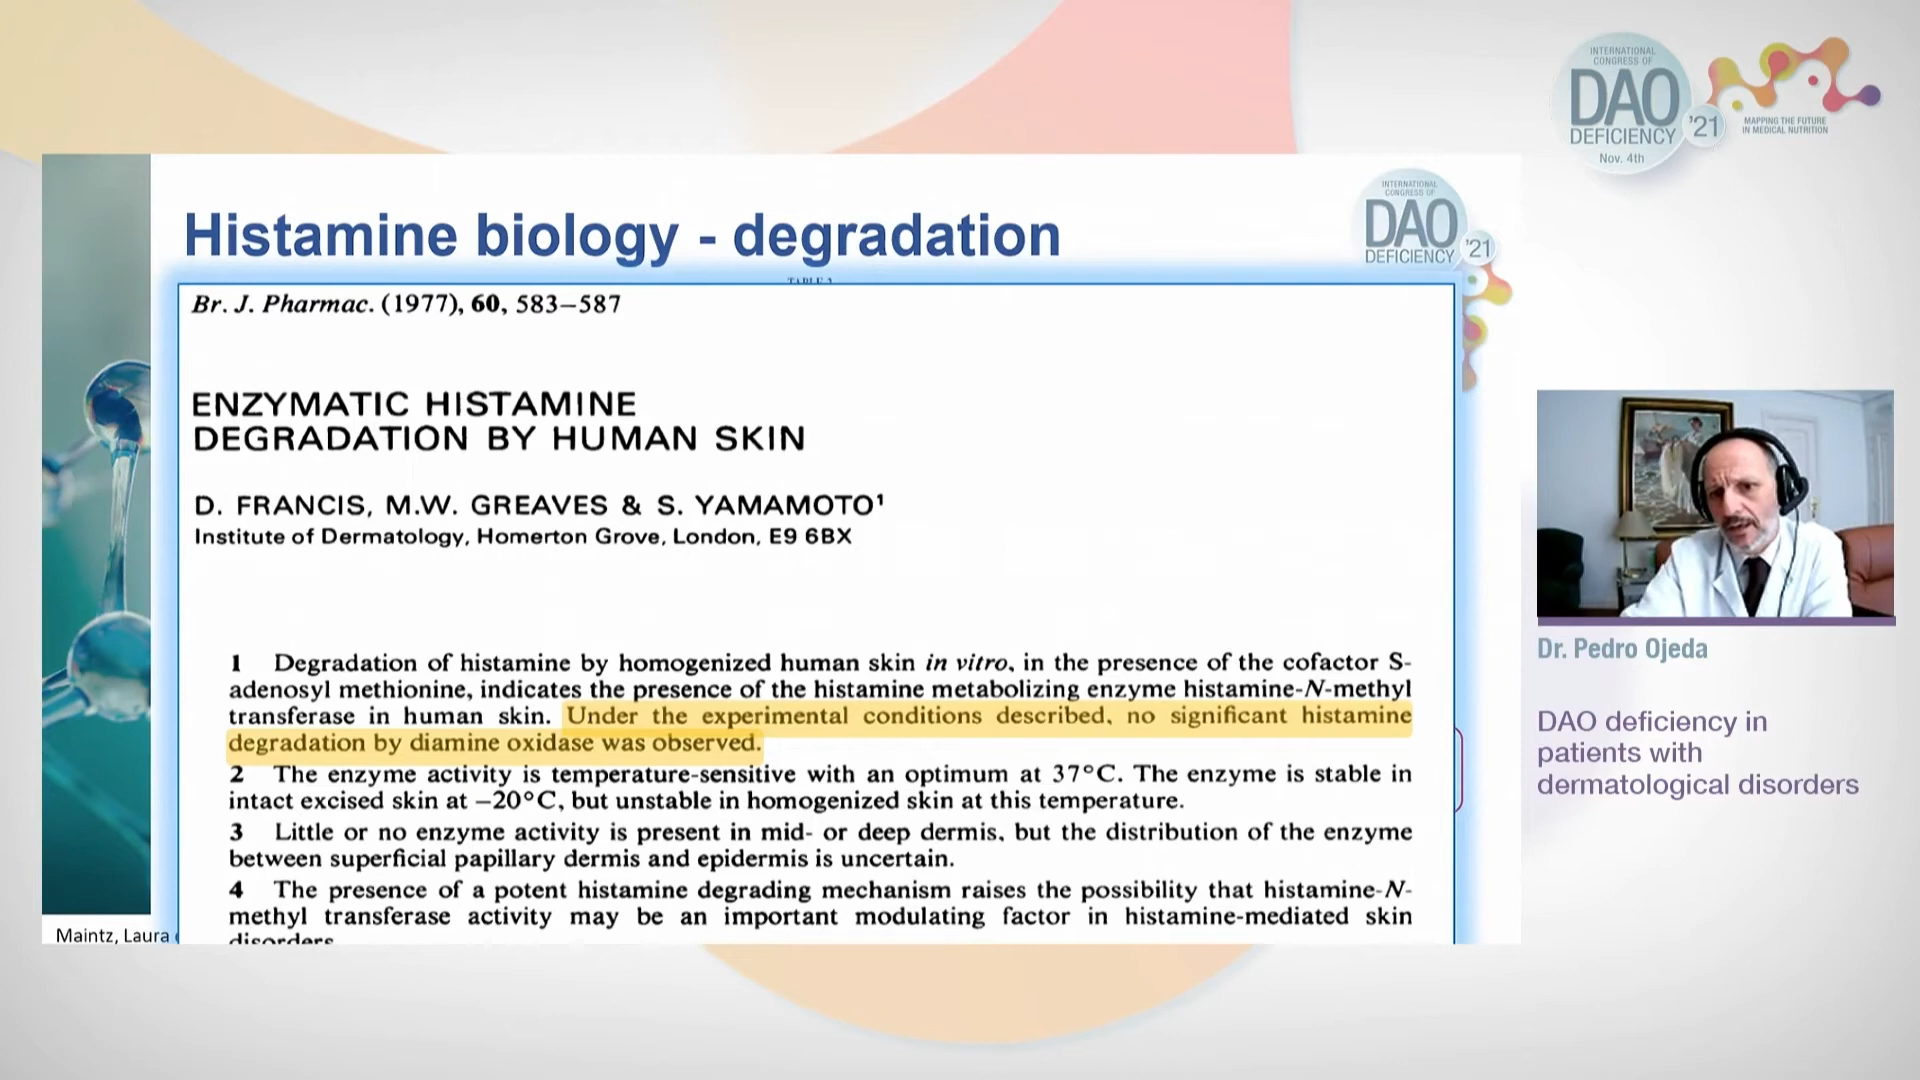 INTERNATIONAL
CONGRESS OF
DAO
DEFICIENCY
'21
Nov. 4th
MAPPING THE FUTURE
IN MEDICAL NUTRITION
Histamine biology - degradation
INTERNATIONAL
CONGRESS OF
DAO
DEFICIENCY
'21
Br. J. Pharmac. (1977), 60, 583–587
ENZYMATIC HISTAMINE
DEGRADATION BY HUMAN SKIN
D. FRANCIS, M.W. GREAVES & S. YAMAMOTO¹
Institute of Dermatology, Homerton Grove, London, E9 6BX
1 Degradation of histamine by homogenized human skin in vitro, in the presence of the cofactor S-
adenosyl methionine, indicates the presence of the histamine metabolizing enzyme histamine-N-methyl
transferase in human skin. Under the experimental conditions described, no significant histamine
degradation by diamine oxidase was observed.
2 The enzyme activity is temperature-sensitive with an optimum at 37°C. The enzyme is stable in
intact excised skin at −20°C, but unstable in homogenized skin at this temperature.
3 Little or no enzyme activity is present in mid- or deep dermis, but the distribution of the enzyme
between superficial papillary dermis and epidermis is uncertain.
4 The presence of a potent histamine degrading mechanism raises the possibility that histamine-N-
methyl transferase activity may be an important modulating factor in histamine-mediated skin
disorders
Maintz, Laura
Dr. Pedro Ojeda
DAO deficiency in
patients with
dermatological disorders